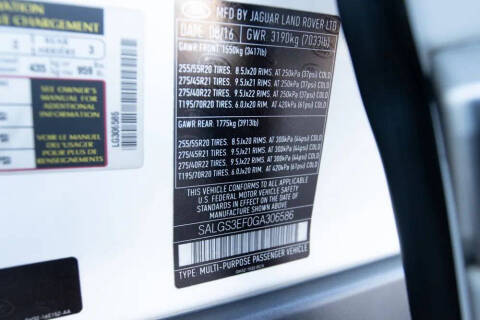 MFD BY JAGUAR LAND ROVER LTD
DATE 08/16 GWR. 3190kg (7033lb)
GAWR FRONT 1550kg (3417lb)
255/55R20 TIRES. 8.5Jx20 RIMS. AT 250kPA (37psi) COLD
275/45R21 TIRES. 9.5Jx21 RIMS. AT 250kPA (37psi) COLD
275/40R22 TIRES. 9.5Jx22 RIMS. AT 250kPA (37psi) COLD
T195/70R20 TIRES. 6.0Jx20 RIMS. AT 420kPA (61psi) COLD
GAWR REAR: 1775kg (3913lb)
255/55R20 TIRES. 8.5Jx20 RIMS. AT 300kPA (44psi) COLD
275/45R21 TIRES. 9.5Jx21 RIMS. AT 300kPA (44psi) COLD
275/40R22 TIRES. 9.5Jx22 RIMS. AT 300kPA (44psi) COLD
T195/70R20 TIRES. 6.0Jx20 RIMS. AT 420kPA (61psi) COLD
THIS VEHICLE CONFORMS TO ALL APPLICABLE
U.S. FEDERAL MOTOR VEHICLE SAFETY
STANDARDS IN EFFECT ON THE DATE OF
MANUFACTURE SHOWN ABOVE
SALGS3EF0GA306586
TYPE: MULTI-PURPOSE PASSENGER VEHICLE
REAR
3
959
SEE OWNER'S
MANUAL FOR
ADDITIONAL
INFORMATION
VOIR LE MANUEL
DE L'USAGER
POUR PLUS DE
RENSEIGNEMENTS
LG306586